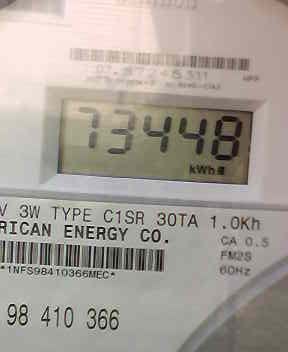 73448
kWh
V 3W TYPE C1SR 30TA 1.0Kh
RICAN ENERGY CO.
CA 0.5
FM2S
60Hz
*1NFS98410366MEC*
98 410 366